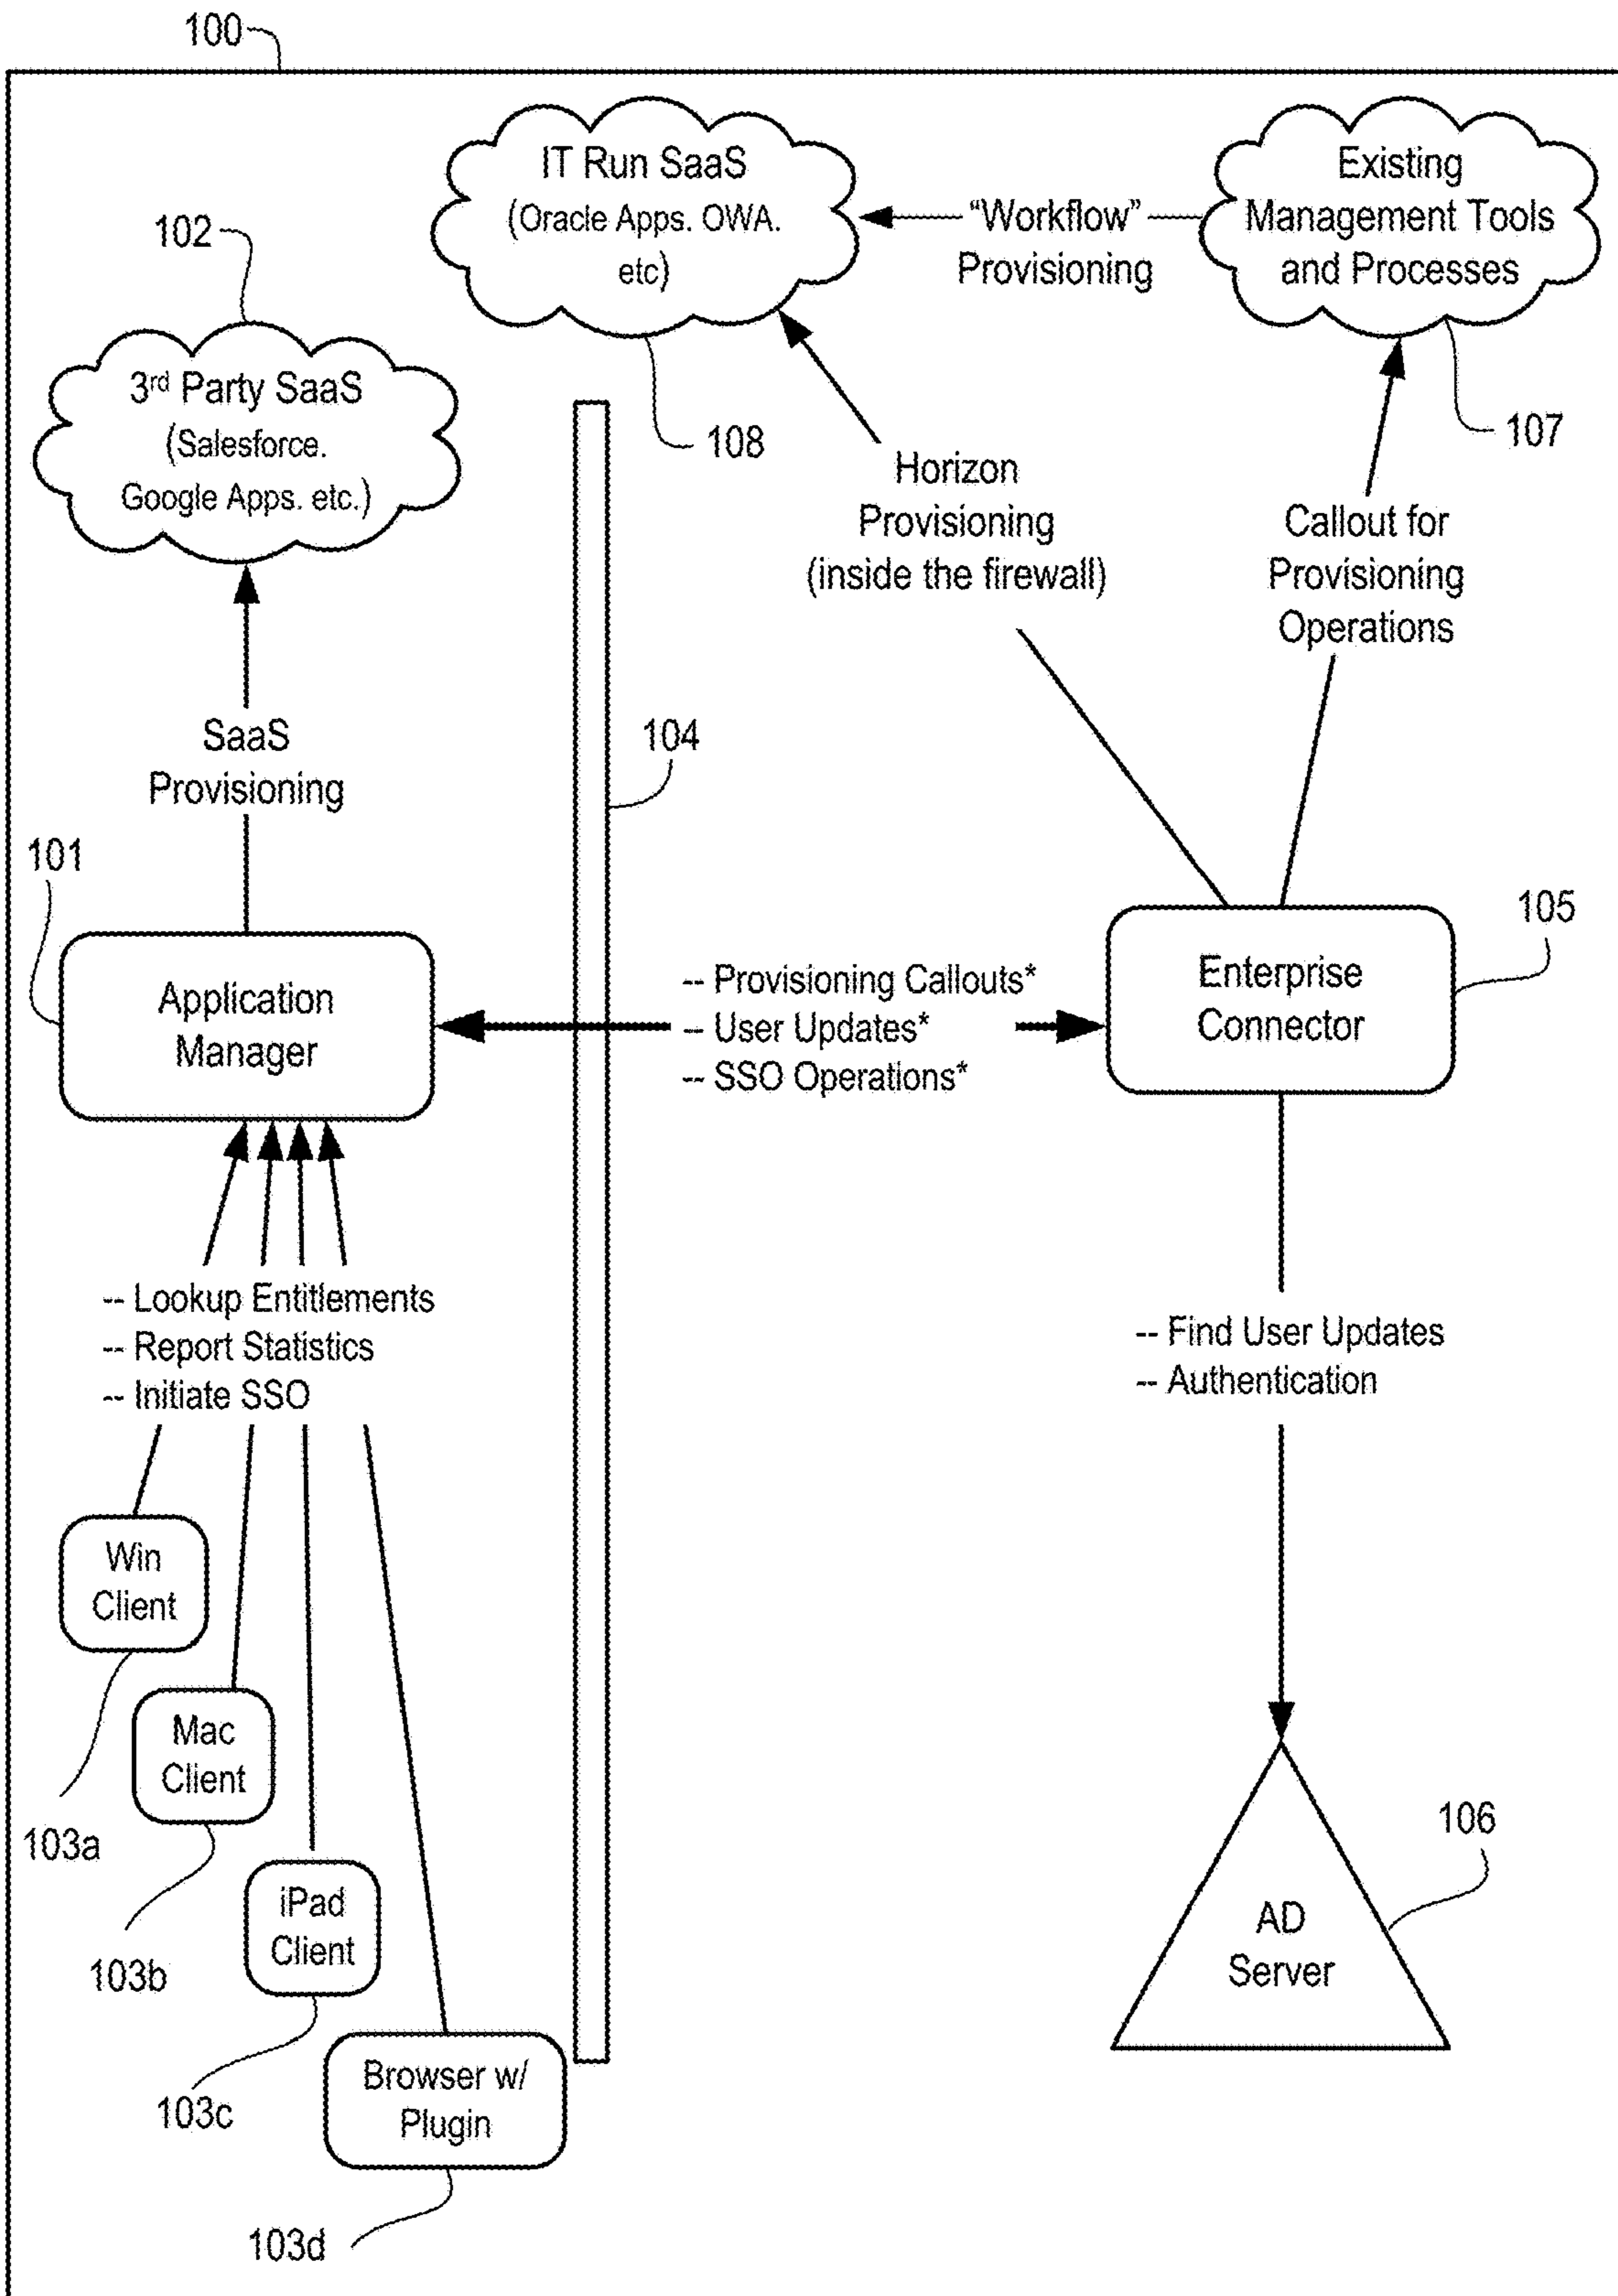 100
IT Run SaaS
(Oracle Apps. OWA.
etc)
Existing
Management Tools
and Processes
"Workflow"
Provisioning
102
3rd Party SaaS
(Salesforce.
Google Apps. etc.)
108
107
Horizon
Provisioning
(inside the firewall)
Callout for
Provisioning
Operations
SaaS
Provisioning
104
101
Application
Manager
-- Provisioning Callouts*
-- User Updates*
-- SSO Operations*
Enterprise
Connector
105
-- Lookup Entitlements
-- Report Statistics
-- Initiate SSO
-- Find User Updates
-- Authentication
Win
Client
103a
Mac
Client
103b
iPad
Client
103c
Browser w/
Plugin
103d
AD
Server
106